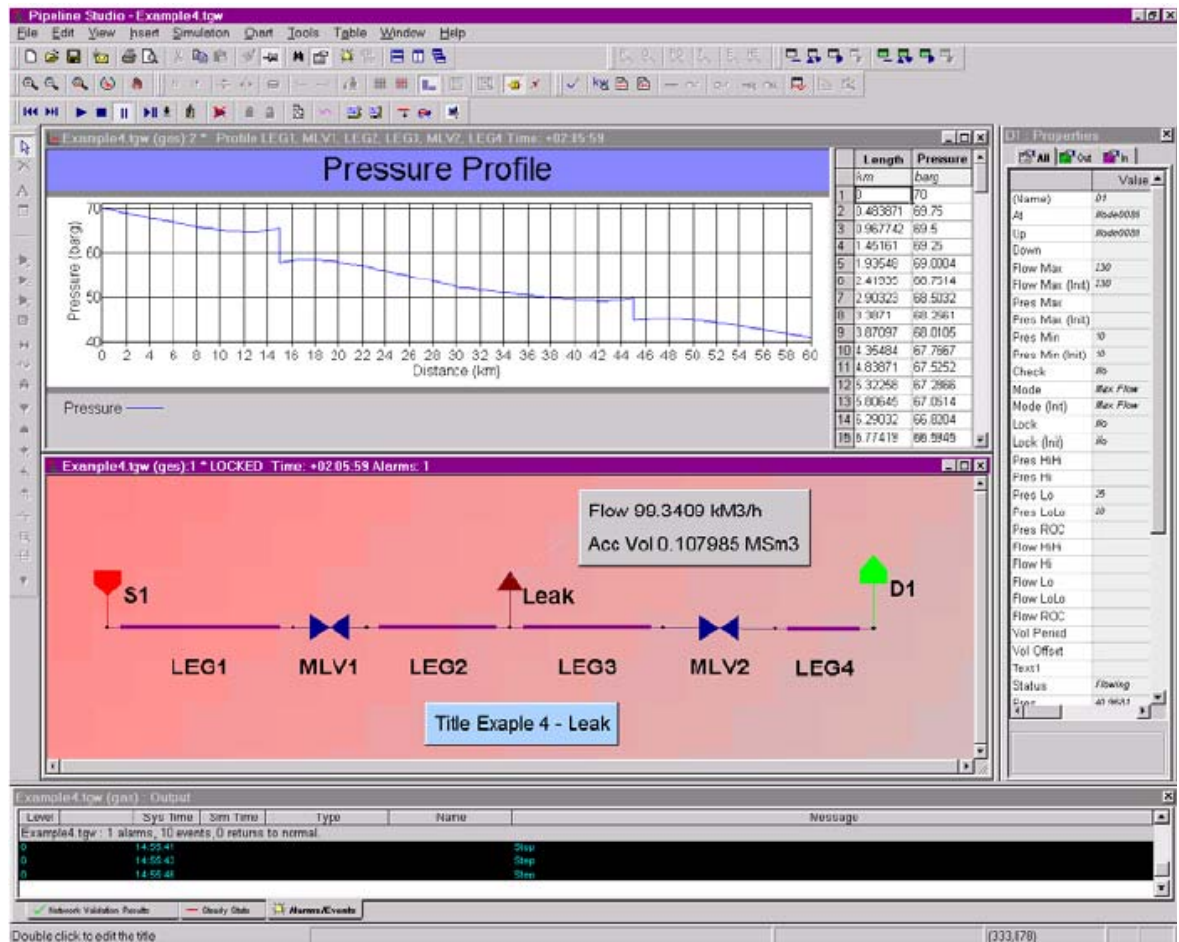 Pipeline Studio - Example4.tgw
File Edit View Insert Simulation Chart Tools Table Window Help
Example4.tgw (gas):2 * Profile LEG1, MLV1, LEG2, LEG3, MLV2, LEG4 Time: +02:05:59
Pressure Profile
Pressure (barg)
70
60
50
40
0 2 4 6 8 10 12 14 16 18 20 22 24 26 28 30 32 34 36 38 40 42 44 46 48 50 52 54 56 58 60
Distance (km)
Pressure
Length Pressure
km barg
1 0 70
2 0.483871 69.75
3 0.967742 69.5
4 1.45161 69.25
5 1.93548 69.0004
6 2.41935 68.7514
7 2.90323 68.5032
8 3.3871 68.2561
9 3.87097 68.0105
10 4.35484 67.7667
11 4.83871 67.5252
12 5.32258 67.2866
13 5.80645 67.0514
14 6.29032 66.8204
15 6.77419 66.5945
D1 : Properties
All Out In
Value
(Name) D1
At Node0088
Up Node0088
Down
Flow Max 230
Flow Max (Init) 230
Pres Max
Pres Max (Init)
Pres Min 10
Pres Min (Init) 10
Check No
Mode Max Flow
Mode (Init) Max Flow
Lock No
Lock (Init) No
Pres HiHi
Pres Hi
Pres Lo 25
Pres LoLo 20
Pres ROC
Flow HiHi
Flow Hi
Flow Lo
Flow LoLo
Flow ROC
Vol Period
Vol Offset
Text1
Status Flowing
Pres
Example4.tgw (gas):1 * LOCKED Time: +02:05:59 Alarms: 1
Flow 99.3409 kM3/h
Acc Vol 0.107985 MSm3
S1
Leak
D1
LEG1 MLV1 LEG2 LEG3 MLV2 LEG4
Title Exaple 4 - Leak
Example4.tgw (gas) : Output
Level Sys Time Sim Time Type Name Message
Example4.tgw : 1 alarms, 10 events, 0 returns to normal.
0 14:55:41 Step
0 14:55:43 Step
0 14:55:48 Step
Network Validation Results Steady State Alarms/Events
Double click to edit the title
(333,178)